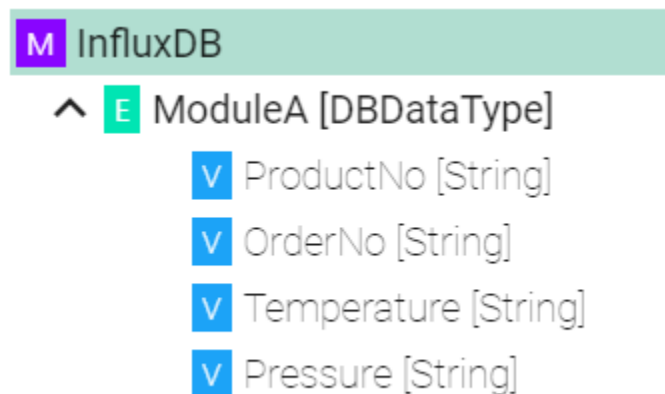 M InfluxDB
E ModuleA [DBDataType]
V ProductNo [String]
V OrderNo [String]
V Temperature [String]
V Pressure [String]